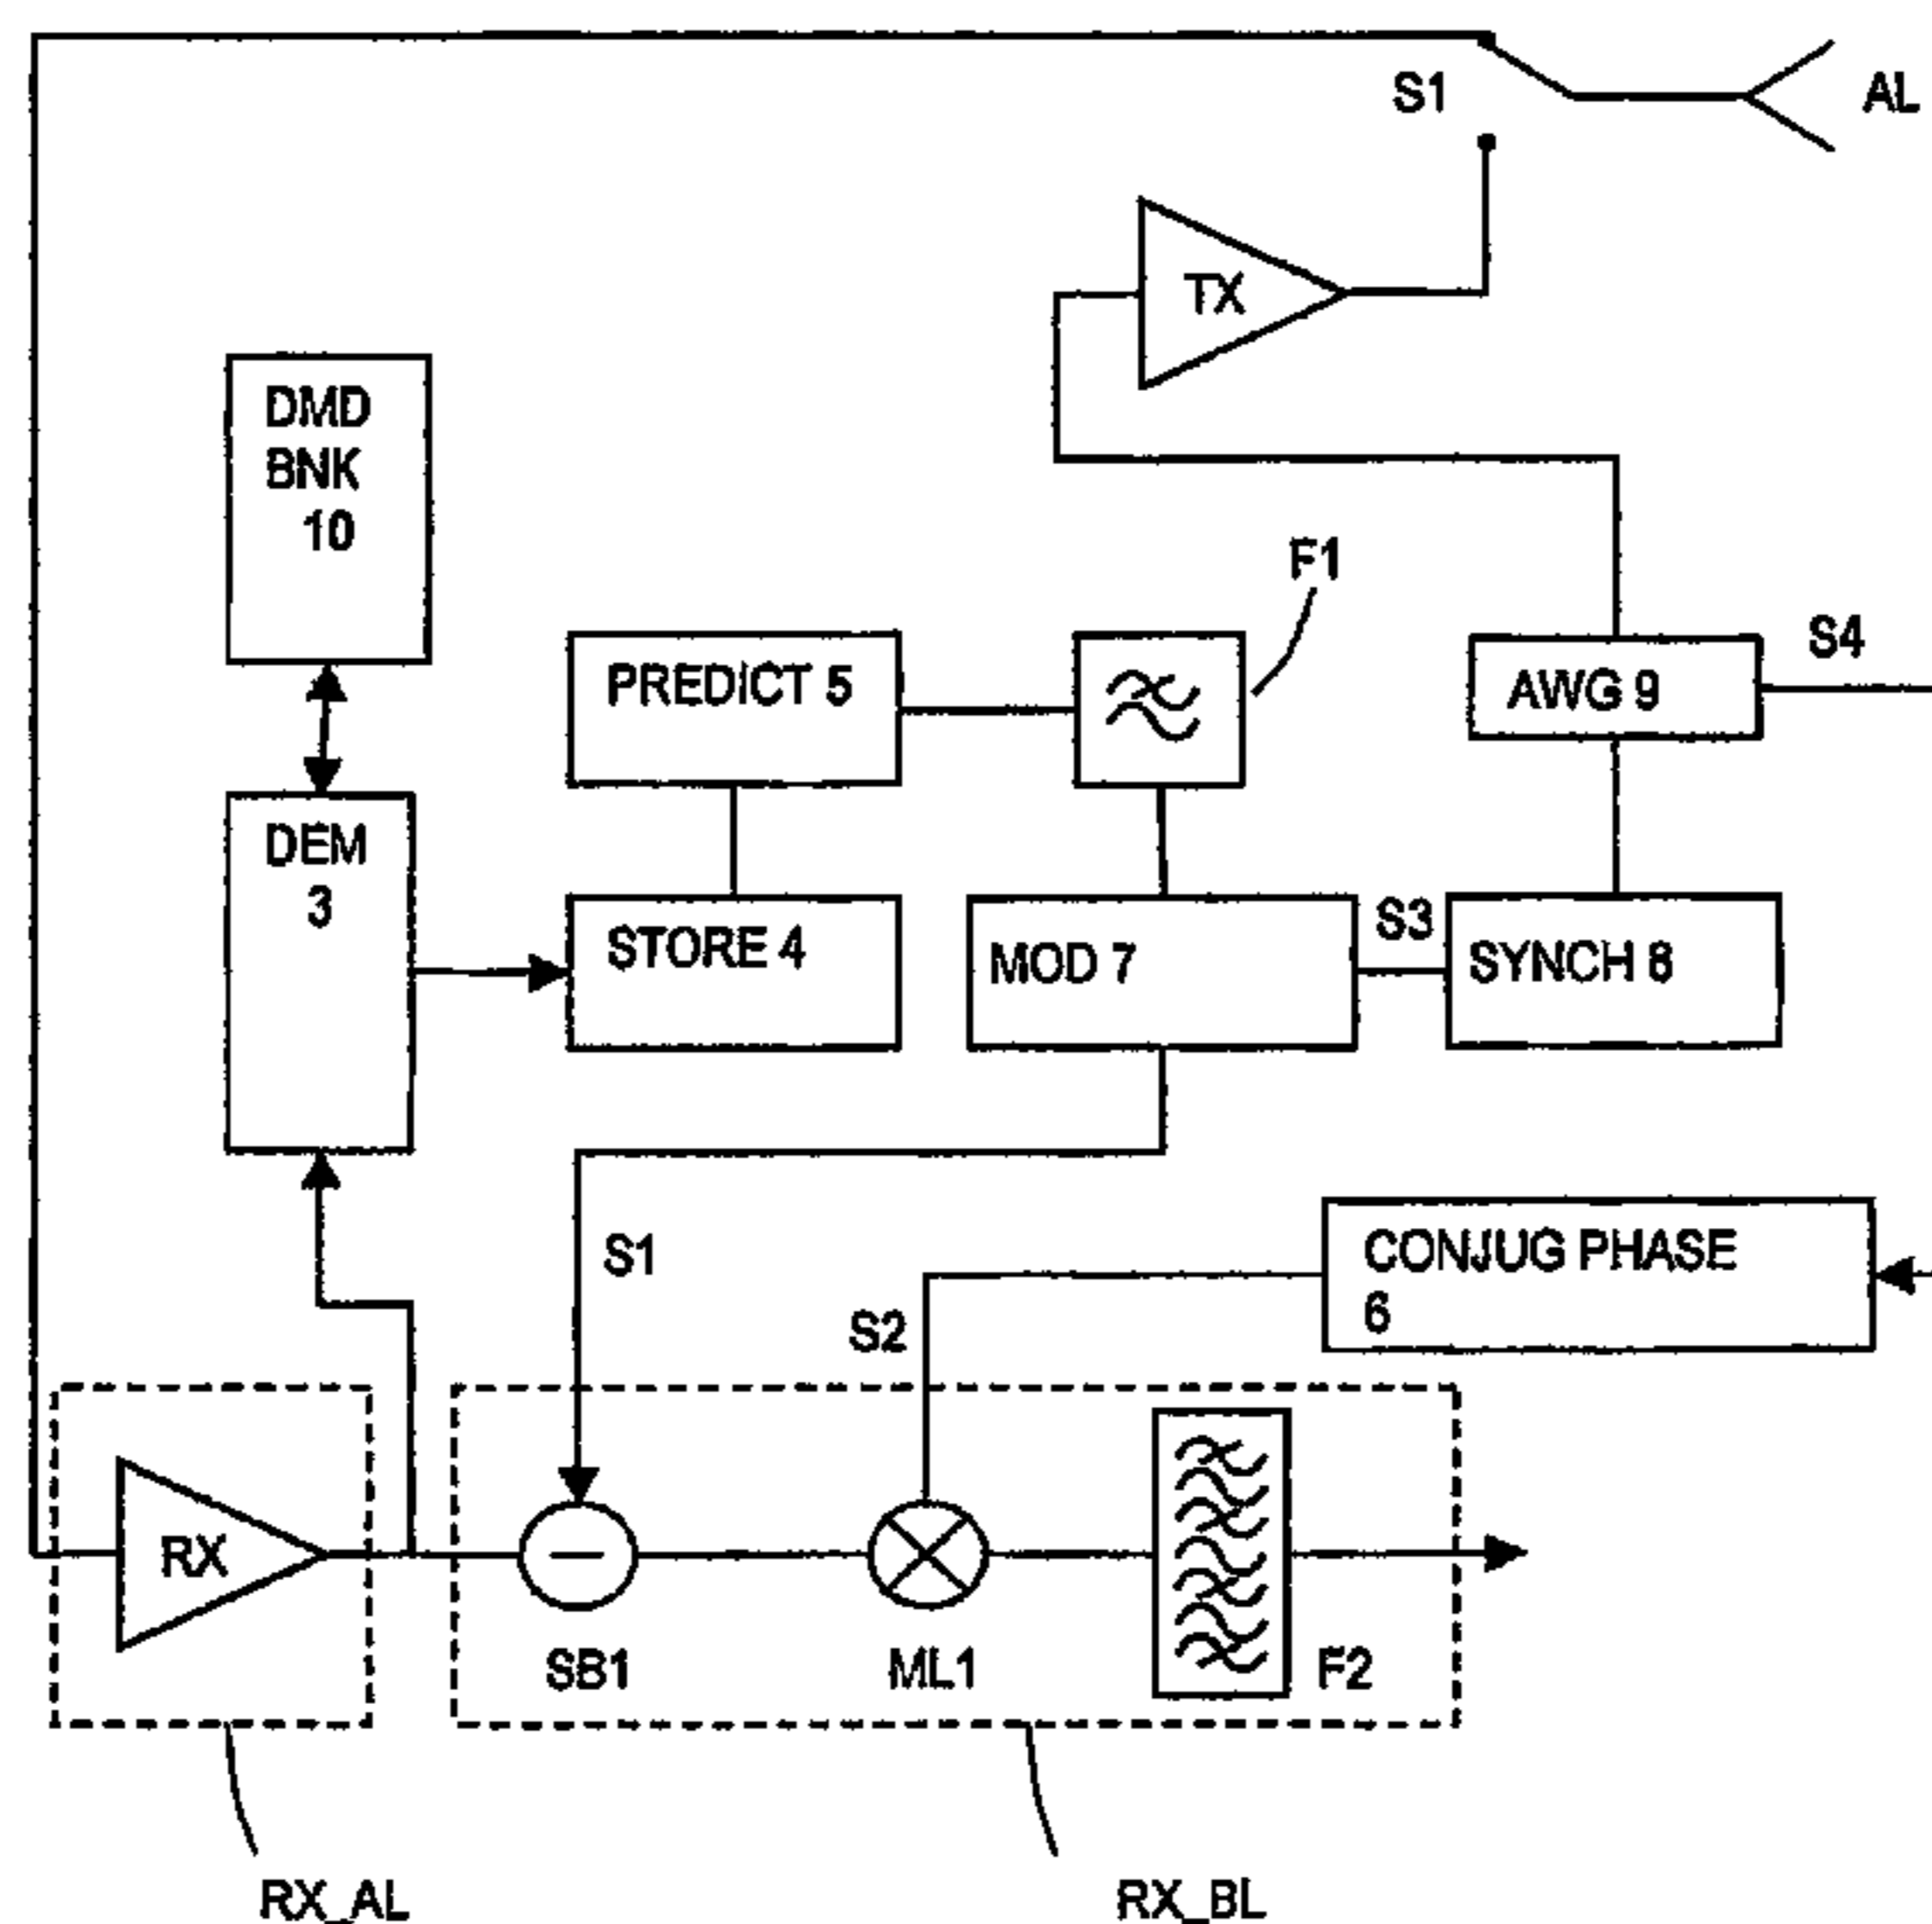 S1
AL
TX
DMD
BNK
10
F1
S4
PREDICT 5
AWG 9
DEM
3
STORE 4
MOD 7
S3
SYNCH 8
S1
S2
CONJUG PHASE
6
RX
SB1
ML1
F2
RX_AL
RX_BL